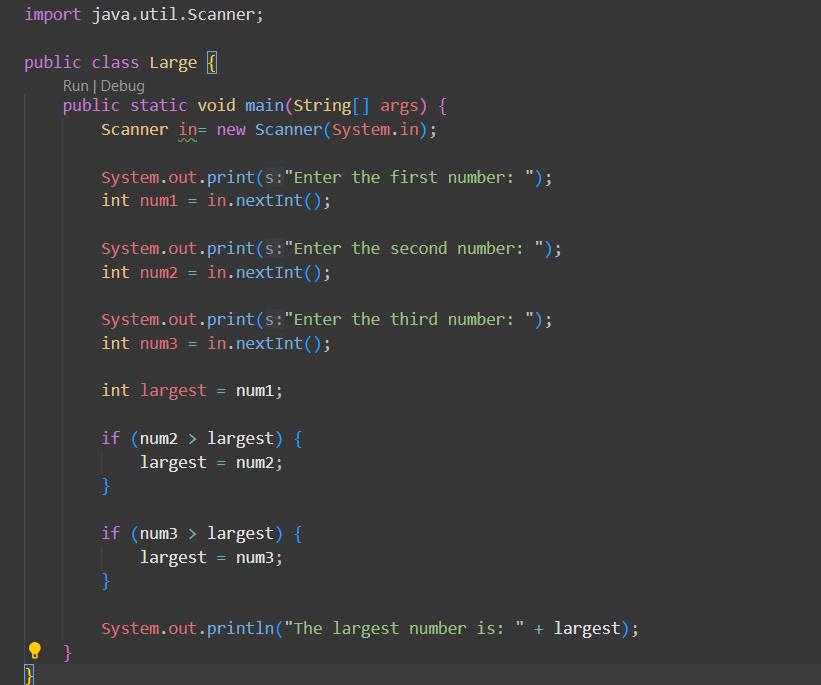 import java.util.Scanner;
public class Large {
Run | Debug
public static void main(String[] args) {
Scanner in= new Scanner(System.in);
System.out.print(s:"Enter the first number: ");
int num1 = in.nextInt();
System.out.print(s:"Enter the second number: ");
int num2 = in.nextInt();
System.out.print(s:"Enter the third number: ");
int num3 = in.nextInt();
int largest = num1;
if (num2 > largest) {
largest = num2;
}
if (num3 > largest) {
largest = num3;
}
System.out.println("The largest number is: " + largest);
}
}